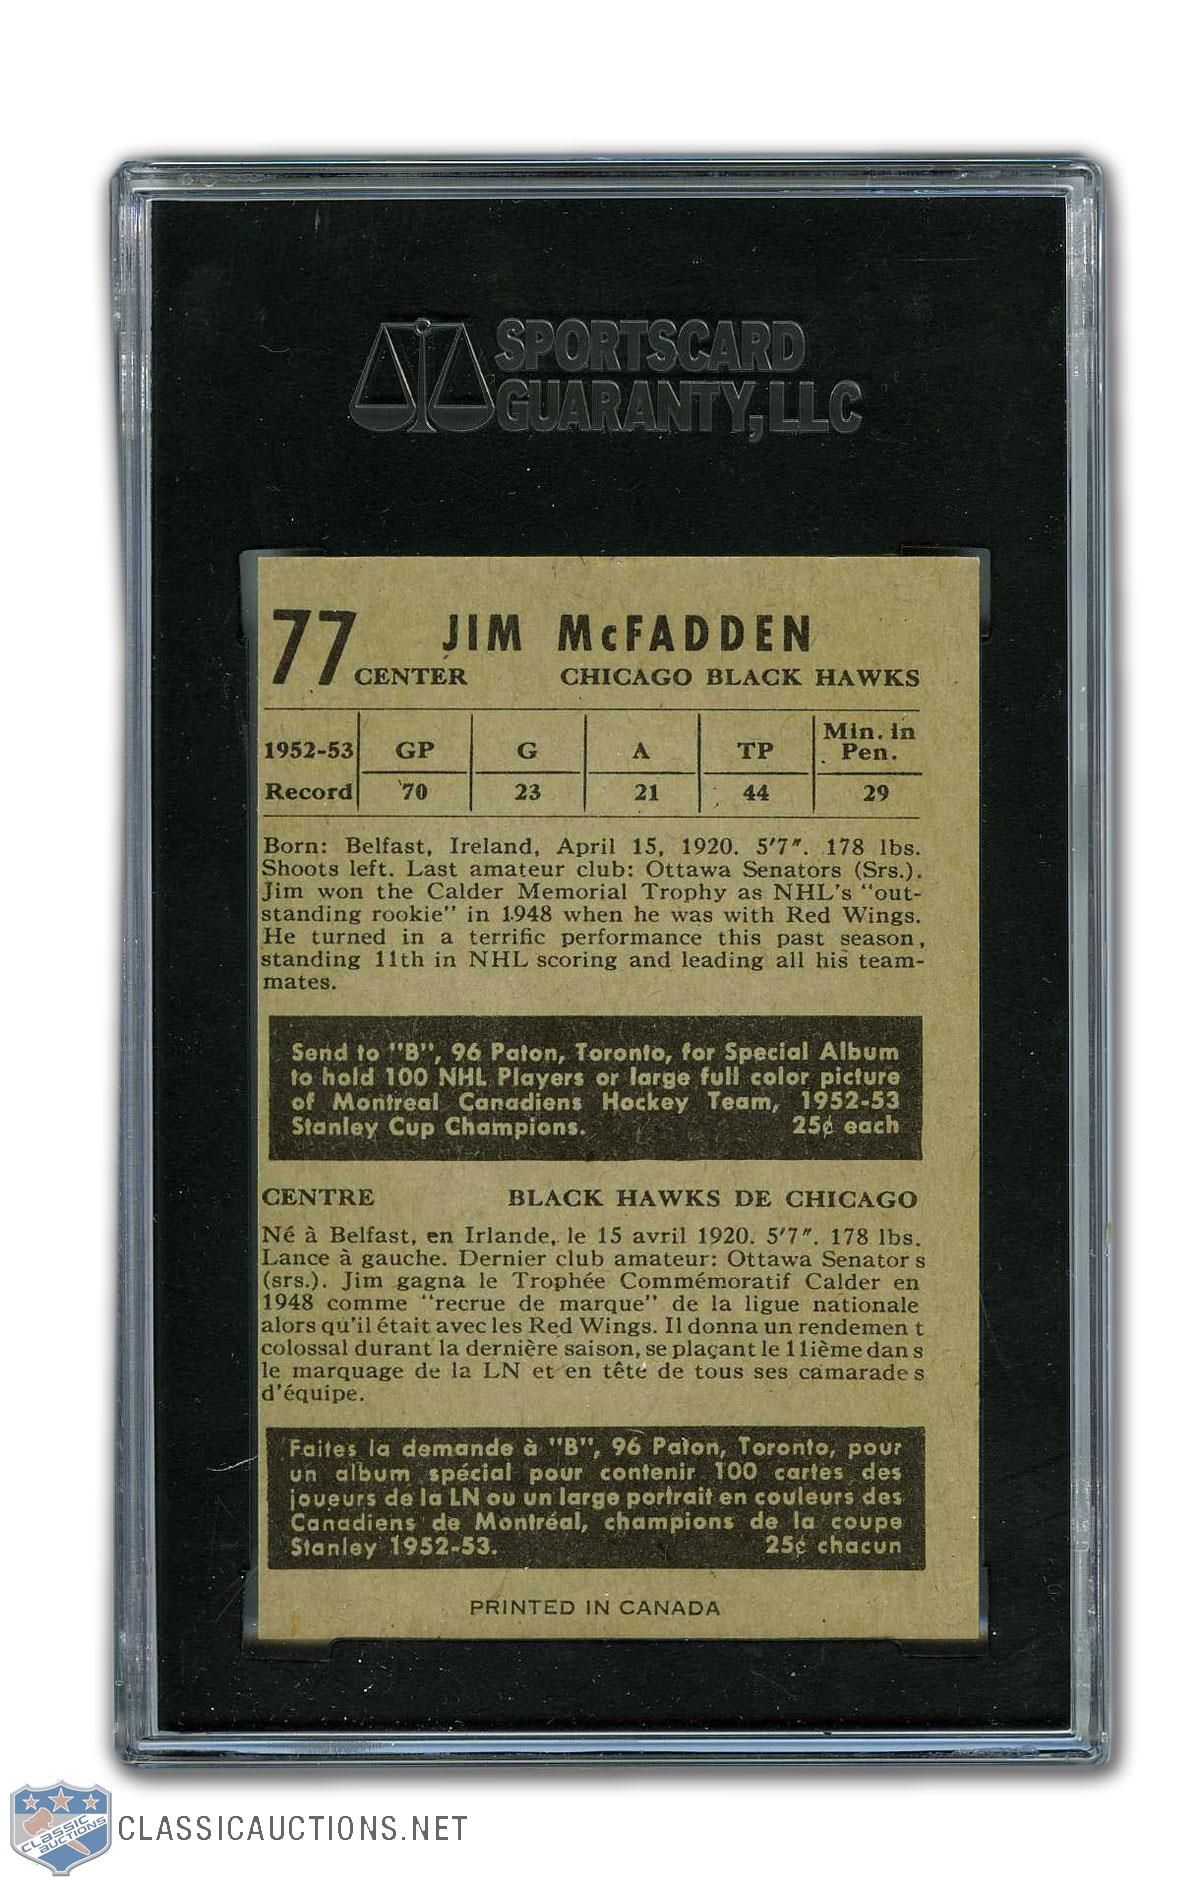 SPORTSCARD
GUARANTY, LLC
77 JIM McFADDEN
CENTER CHICAGO BLACK HAWKS
1952-53 GP G A TP Min. in Pen.
Record 70 23 21 44 29
Born: Belfast, Ireland, April 15, 1920. 5'7". 178 lbs.
Shoots left. Last amateur club: Ottawa Senators (Srs.).
Jim won the Calder Memorial Trophy as NHL's "out-
standing rookie" in 1948 when he was with Red Wings.
He turned in a terrific performance this past season,
standing 11th in NHL scoring and leading all his team-
mates.
Send to "B", 96 Paton, Toronto, for Special Album
to hold 100 NHL Players or large full color picture
of Montreal Canadiens Hockey Team, 1952-53
Stanley Cup Champions. 25¢ each
CENTRE BLACK HAWKS DE CHICAGO
Né à Belfast, en Irlande, le 15 avril 1920. 5'7". 178 lbs.
Lance à gauche. Dernier club amateur: Ottawa Senators
(srs.). Jim gagna le Trophée Commémoratif Calder en
1948 comme "recrue de marque" de la ligue nationale
alors qu'il était avec les Red Wings. Il donna un rendement
colossal durant la dernière saison, se plaçant le 11ième dans
le marquage de la LN et en tête de tous ses camarades
d'équipe.
Faites la demande à "B", 96 Paton, Toronto, pour
un album spécial pour contenir 100 cartes des
joueurs de la LN ou un large portrait en couleurs des
Canadiens de Montréal, champions de la coupe
Stanley 1952-53. 25¢ chacun
PRINTED IN CANADA
CLASSIC
AUCTIONS
CLASSICAUCTIONS.NET